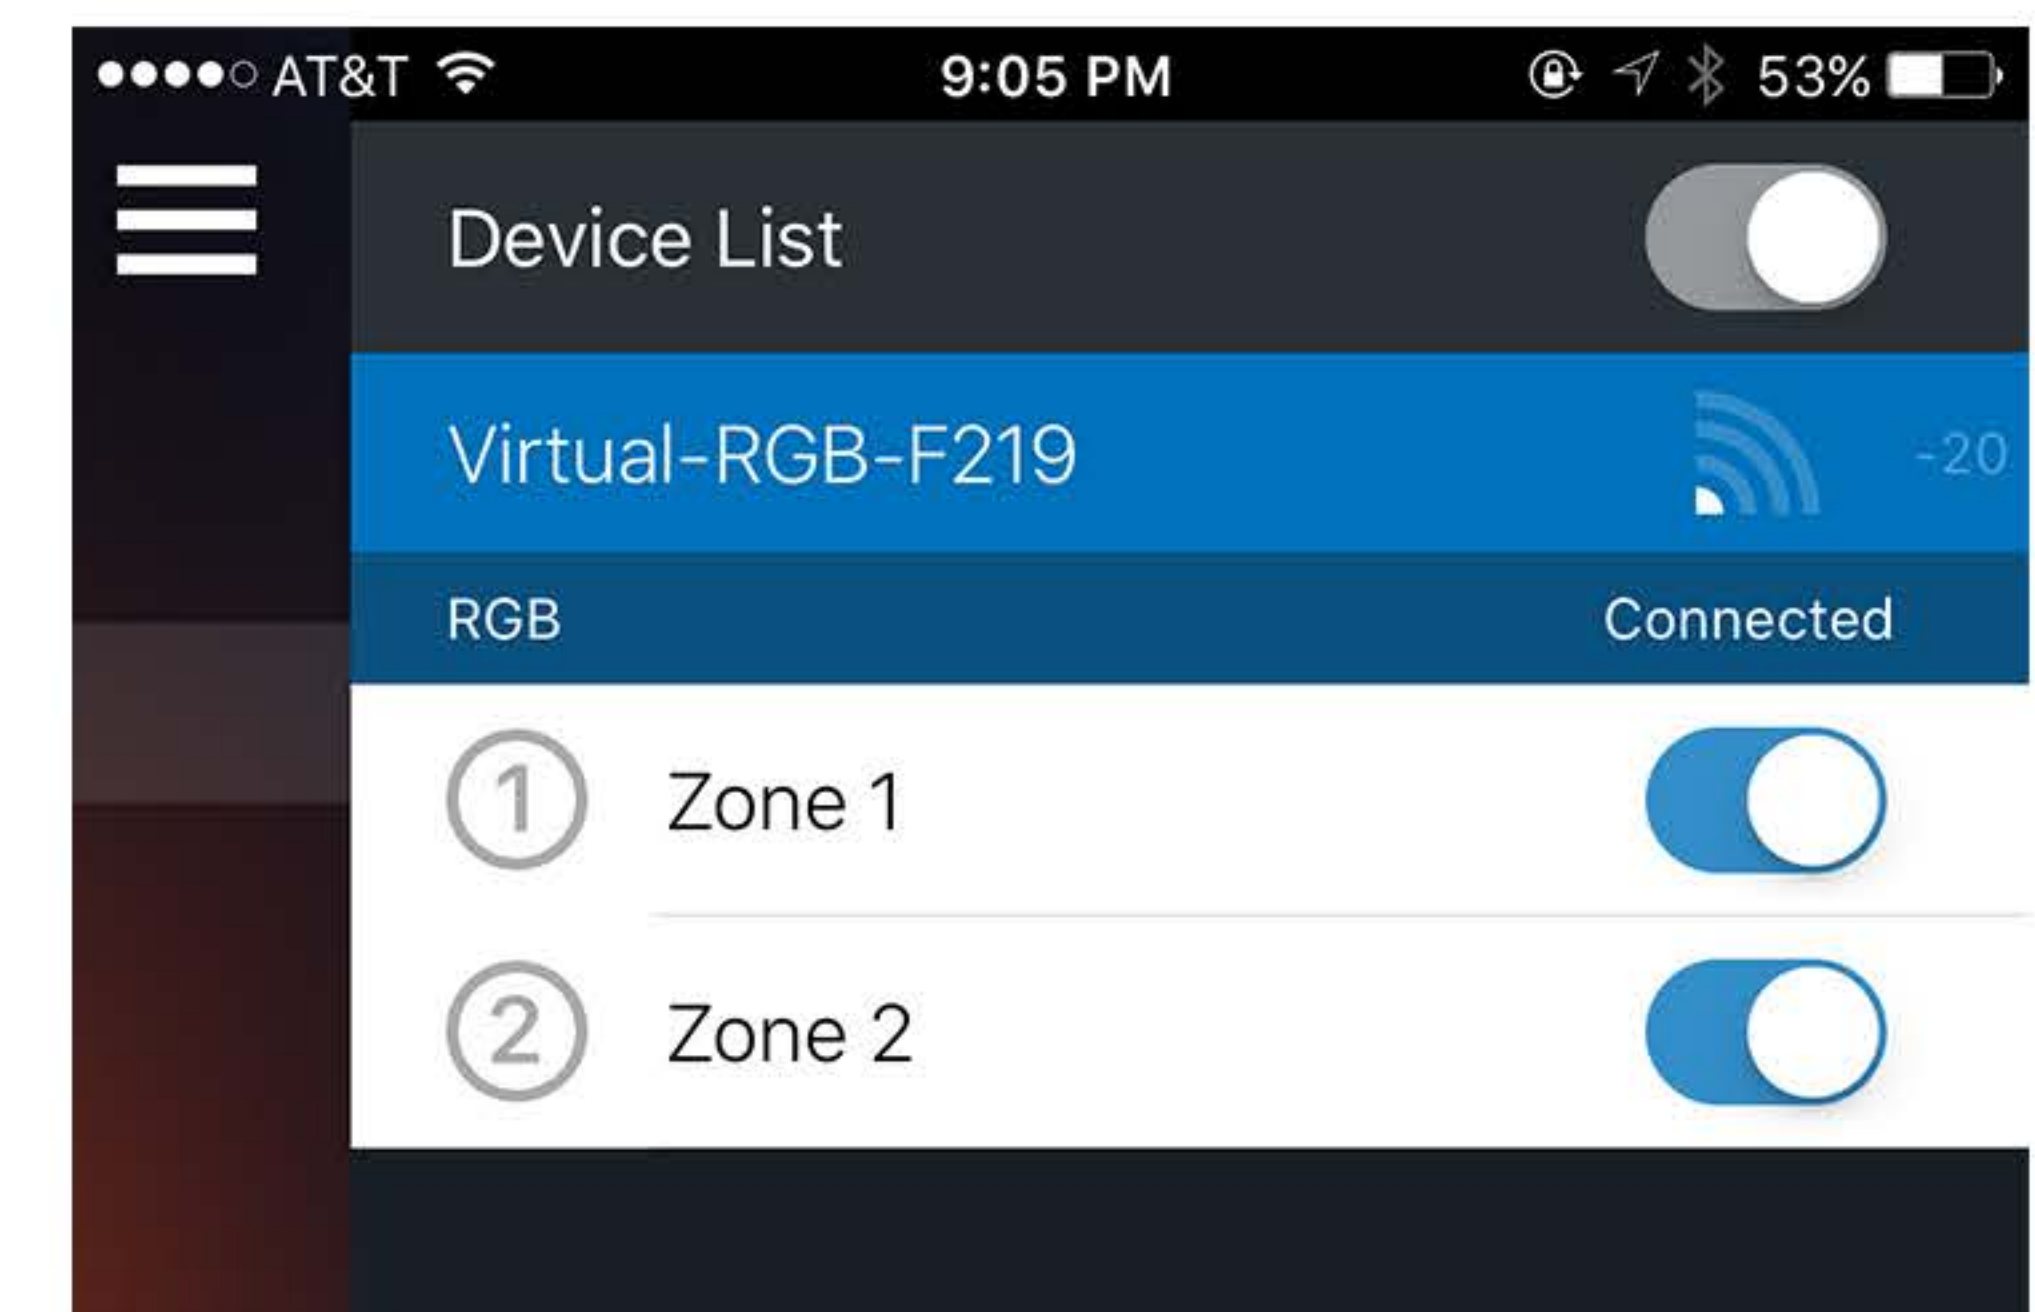 AT&T 9:05 PM 53%
Device List
Virtual-RGB-F219 -20
RGB Connected
1 Zone 1
2 Zone 2